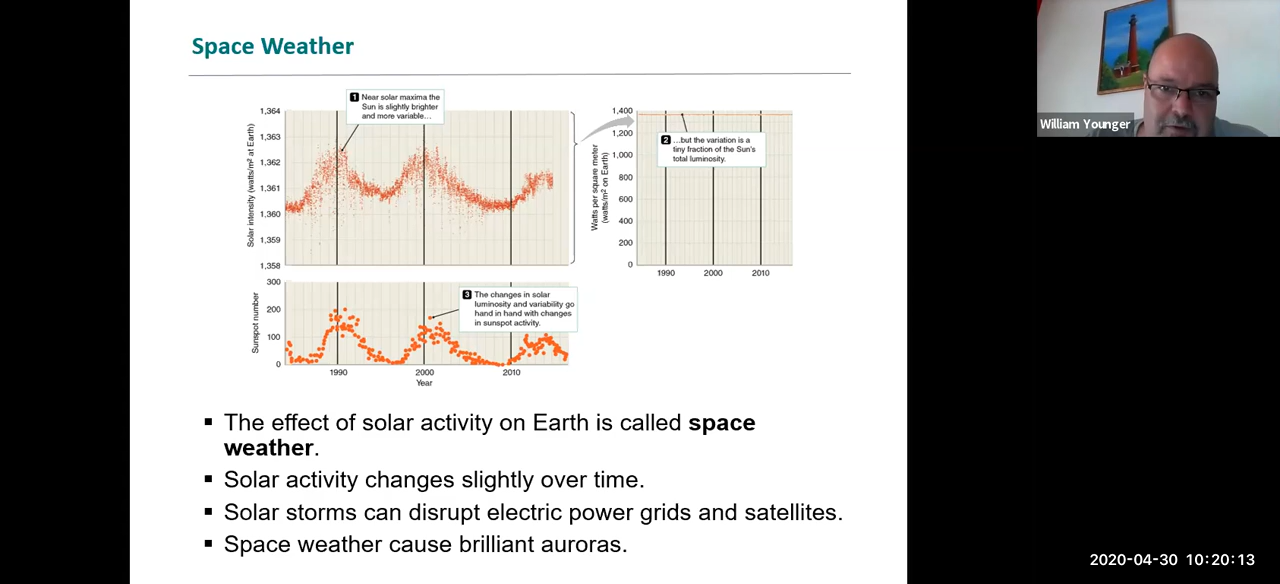 Space Weather
1 Near solar maxima the
Sun is slightly brighter
and more variable…
1,364
1,363
1,362
1,361
1,360
1,359
1,358
Solar intensity (watts/m² at Earth)
1,400
1,200
1,000
800
600
400
200
0
Watts per square meter
(watts/m² on Earth)
2 …but the variation is a
tiny fraction of the Sun's
total luminosity.
1990 2000 2010
300
200
100
0
Sunspot number
3 The changes in solar
luminosity and variability go
hand in hand with changes
in sunspot activity.
1990 2000 2010
Year
▪ The effect of solar activity on Earth is called space
weather.
▪ Solar activity changes slightly over time.
▪ Solar storms can disrupt electric power grids and satellites.
▪ Space weather cause brilliant auroras.
William Younger
2020-04-30 10:20:13